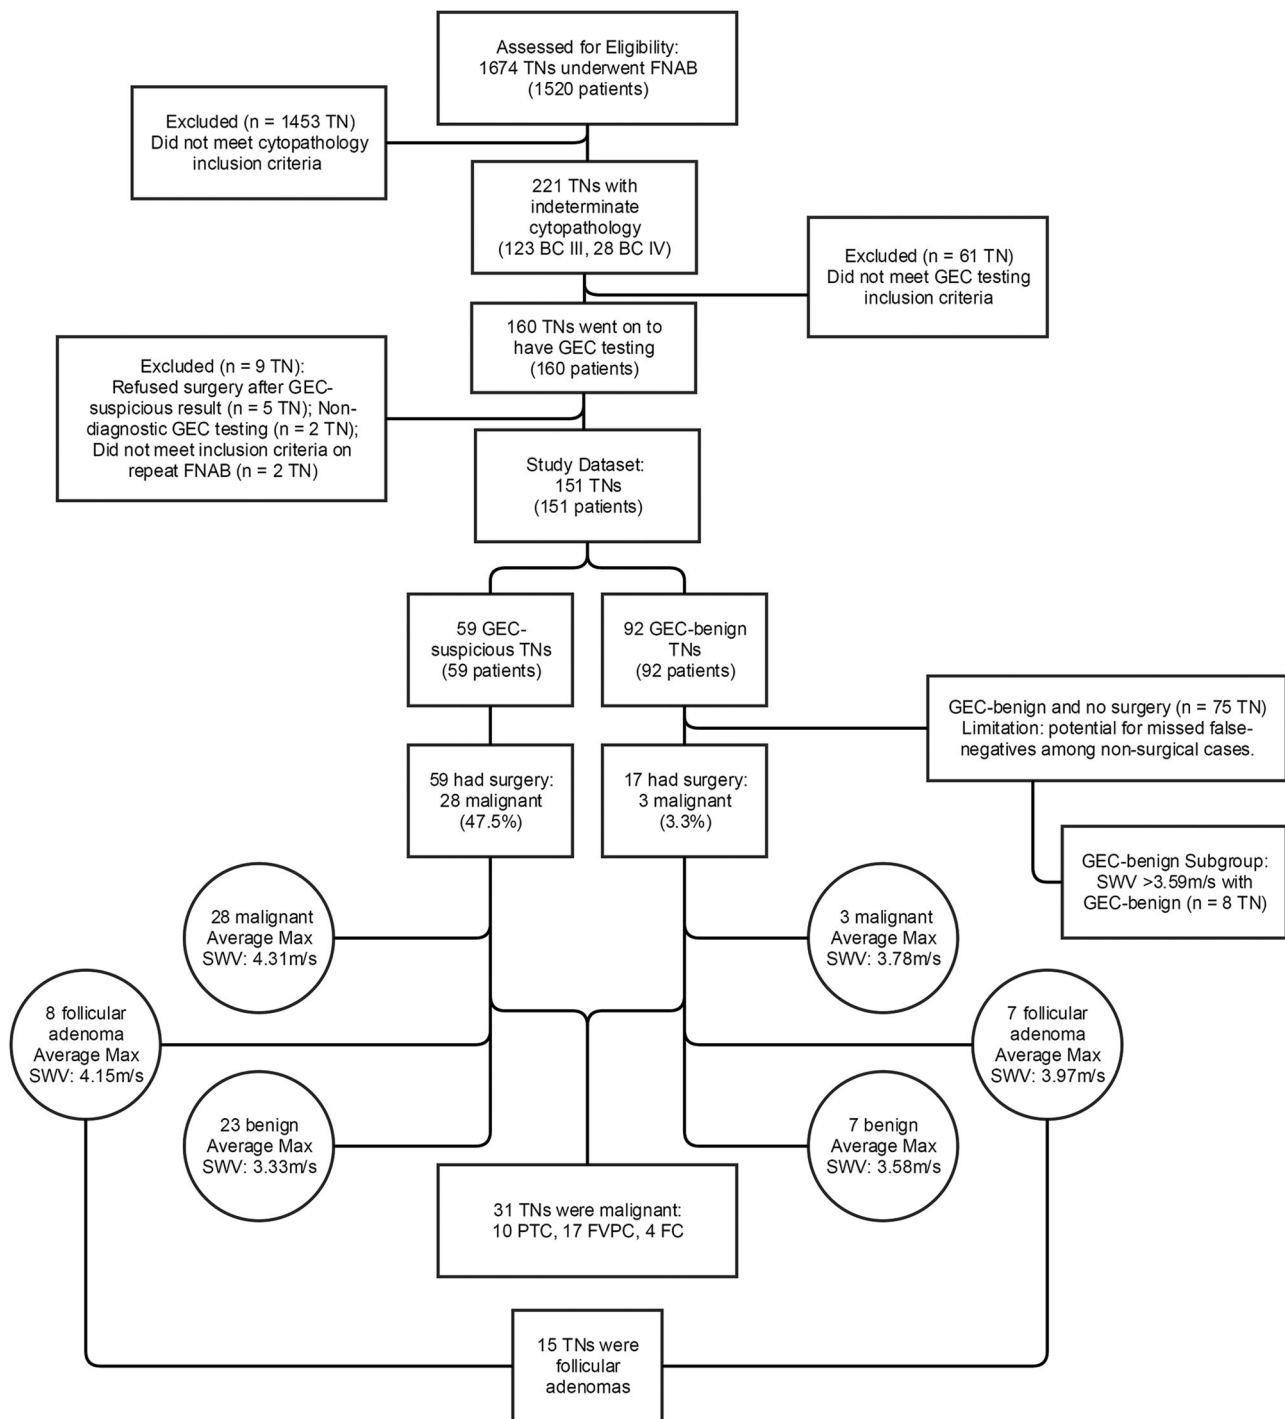 Assessed for Eligibility:
1674 TNs underwent FNAB
(1520 patients)
Excluded (n = 1453 TN)
Did not meet cytopathology
inclusion criteria
221 TNs with
indeterminate
cytopathology
(123 BC III, 28 BC IV)
Excluded (n = 61 TN)
Did not meet GEC testing
inclusion criteria
160 TNs went on to
have GEC testing
(160 patients)
Excluded (n = 9 TN):
Refused surgery after GEC-
suspicious result (n = 5 TN); Non-
diagnostic GEC testing (n = 2 TN);
Did not meet inclusion criteria on
repeat FNAB (n = 2 TN)
Study Dataset:
151 TNs
(151 patients)
59 GEC-
suspicious TNs
(59 patients)
92 GEC-benign
TNs
(92 patients)
GEC-benign and no surgery (n = 75 TN)
Limitation: potential for missed false-
negatives among non-surgical cases.
59 had surgery:
28 malignant
(47.5%)
17 had surgery:
3 malignant
(3.3%)
GEC-benign Subgroup:
SWV >3.59m/s with
GEC-benign (n = 8 TN)
28 malignant
Average Max
SWV: 4.31m/s
3 malignant
Average Max
SWV: 3.78m/s
8 follicular
adenoma
Average Max
SWV: 4.15m/s
7 follicular
adenoma
Average Max
SWV: 3.97m/s
23 benign
Average Max
SWV: 3.33m/s
7 benign
Average Max
SWV: 3.58m/s
31 TNs were malignant:
10 PTC, 17 FVPC, 4 FC
15 TNs were
follicular
adenomas